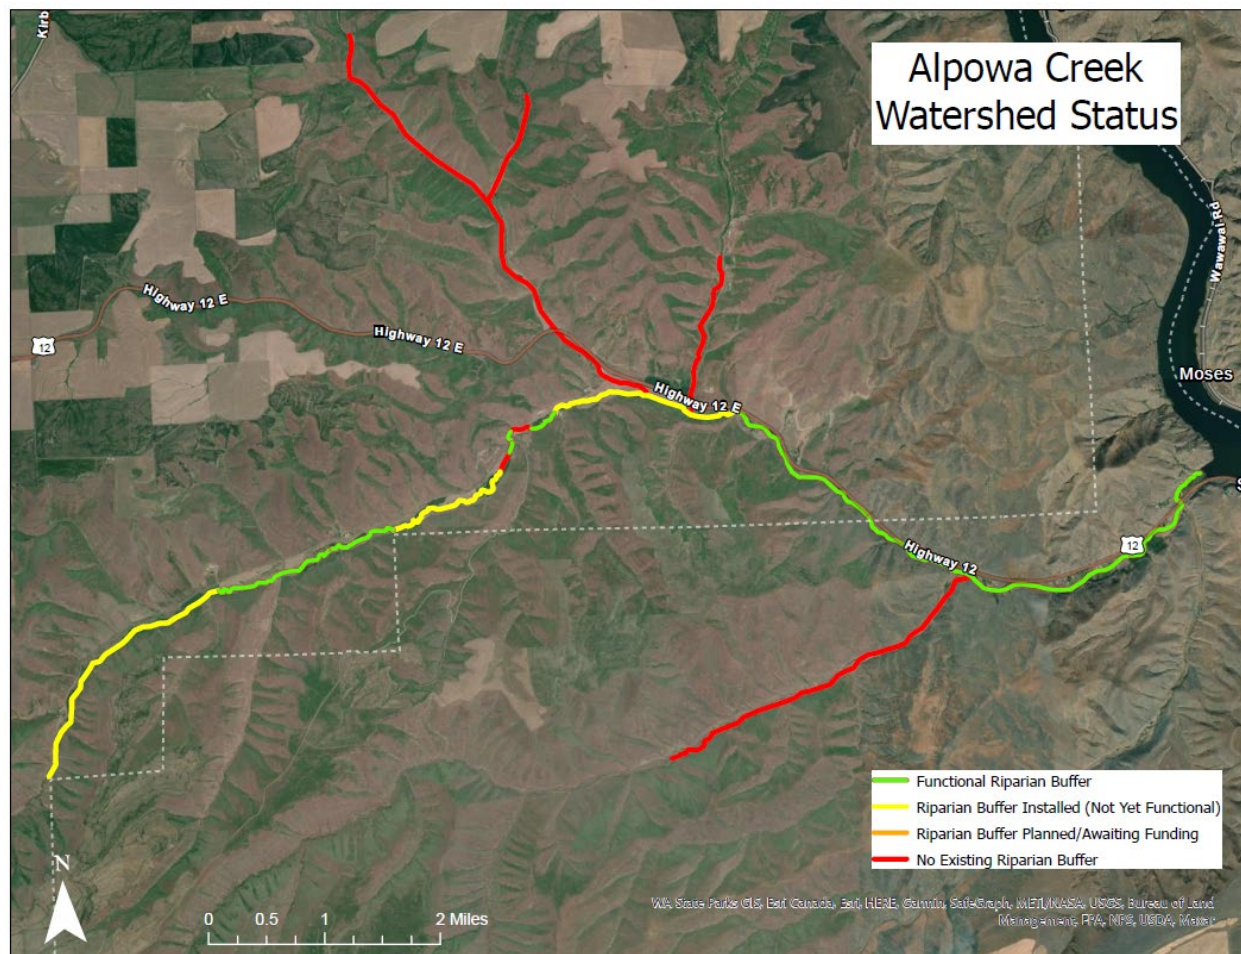 Kirb
Alpowa Creek
Watershed Status
Wawawai Rd
Highway 12 E
Highway 12 E
12
Moses
Highway 12 E
S
12
Highway 12
Functional Riparian Buffer
Riparian Buffer Installed (Not Yet Functional)
Riparian Buffer Planned/Awaiting Funding
No Existing Riparian Buffer
N
0 0.5 1 2 Miles
WA State Parks GIS, Esri Canada, Esri, HERE, Garmin, SafeGraph, METI/NASA, USGS, Bureau of Land
Management, EPA, NPS, USDA, Maxar